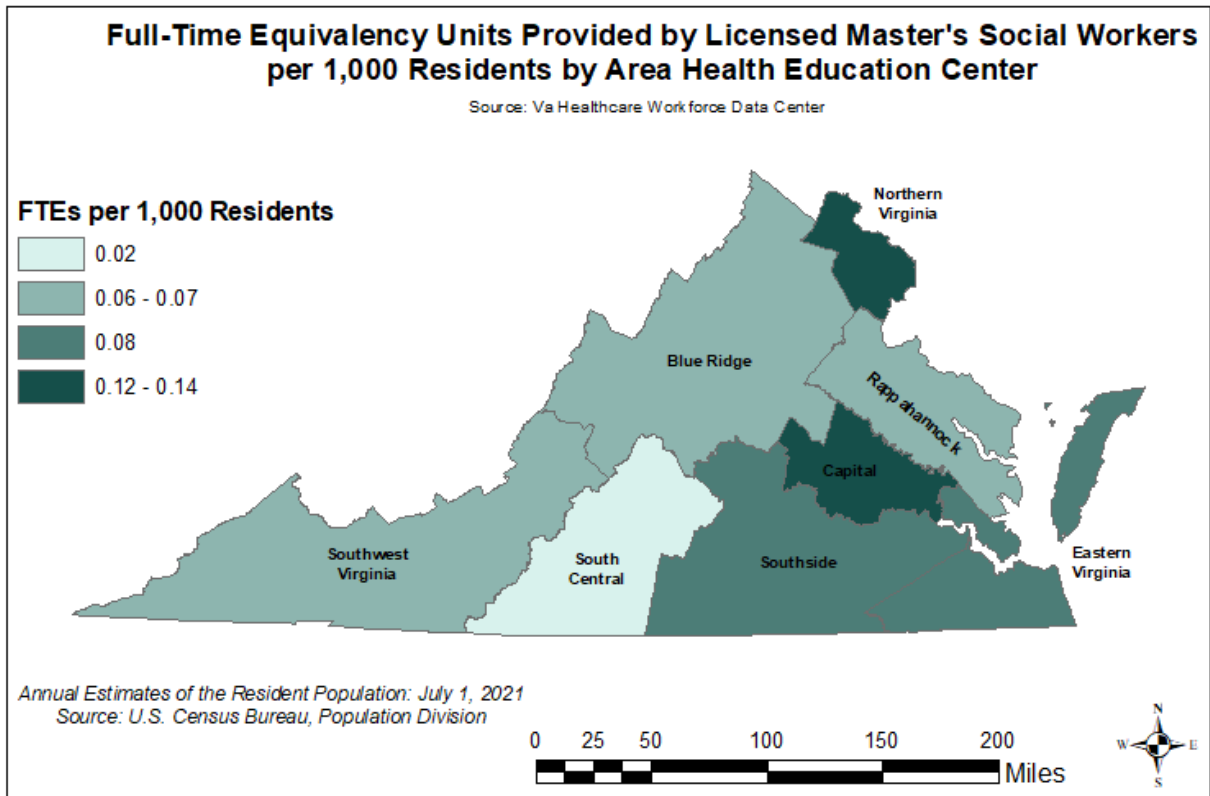 Full-Time Equivalency Units Provided by Licensed Master's Social Workers
per 1,000 Residents by Area Health Education Center
Source: Va Healthcare Workforce Data Center
FTEs per 1,000 Residents
0.02
0.06 - 0.07
0.08
0.12 - 0.14
Northern
Virginia
Blue Ridge
Rappahannock
Capital
Southwest
Virginia
South
Central
Southside
Eastern
Virginia
Annual Estimates of the Resident Population: July 1, 2021
Source: U.S. Census Bureau, Population Division
0 25 50 100 150 200
Miles
N
W E
S